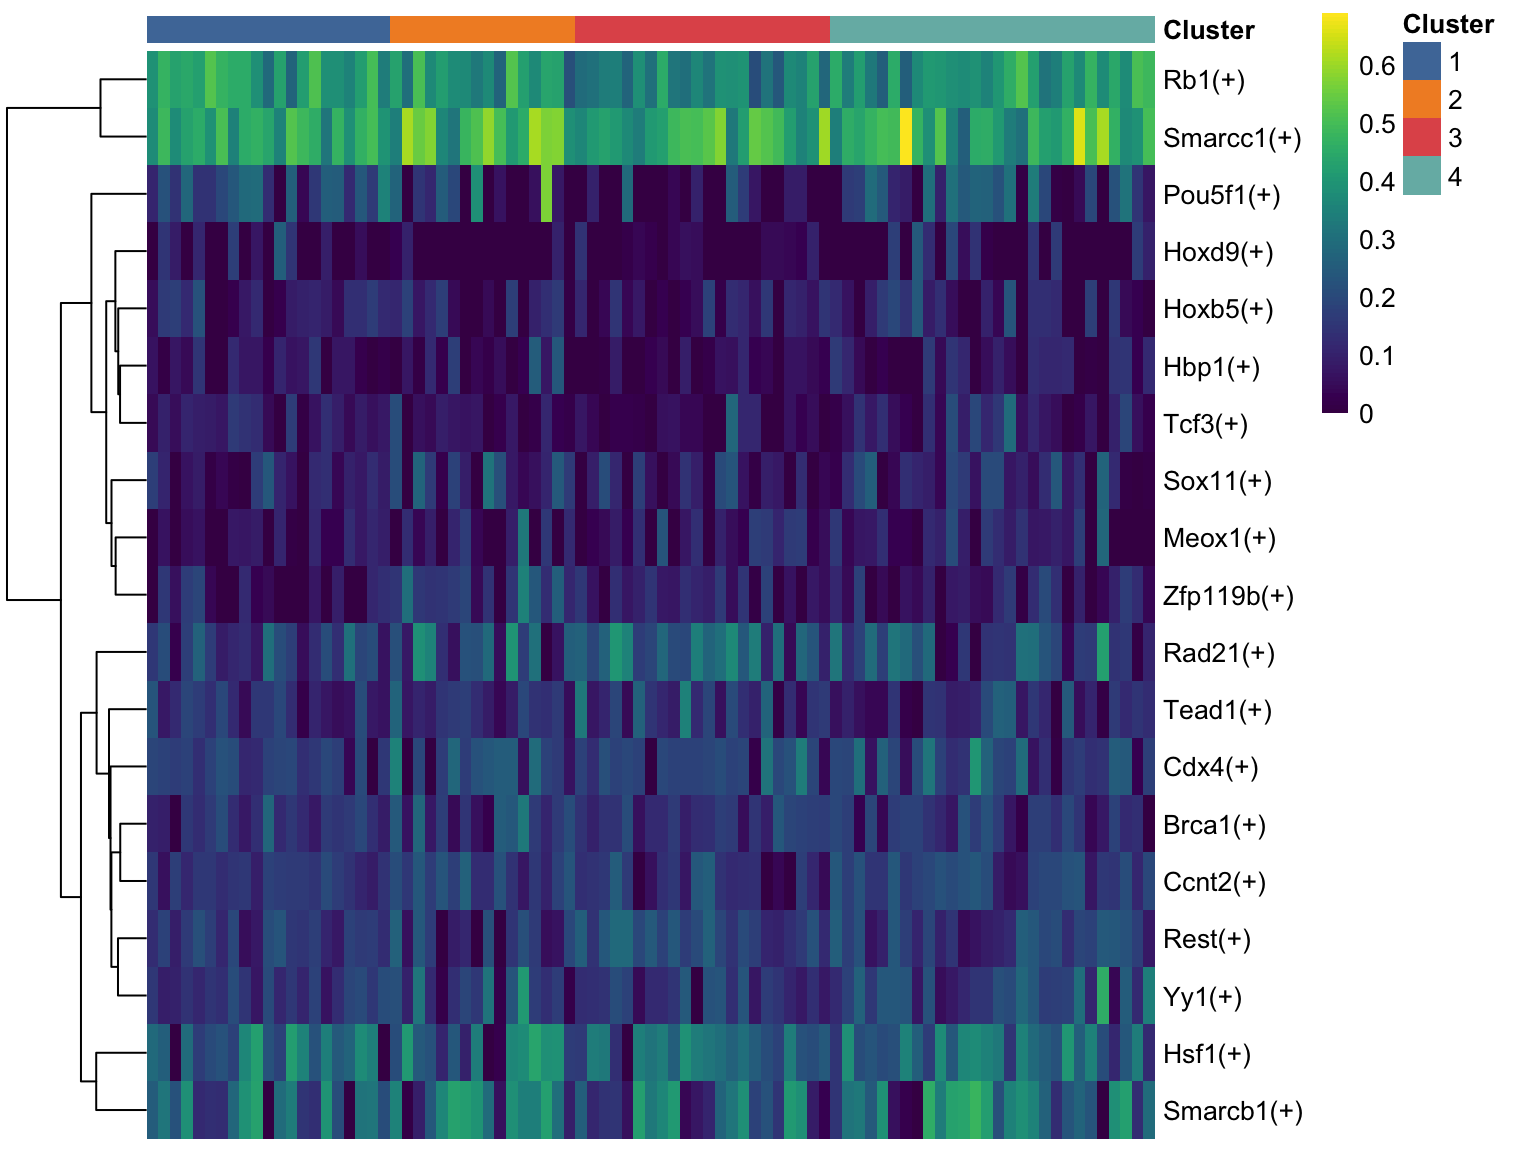 Cluster
Rb1(+)
Smarcc1(+)
Pou5f1(+)
Hoxd9(+)
Hoxb5(+)
Hbp1(+)
Tcf3(+)
Sox11(+)
Meox1(+)
Zfp119b(+)
Rad21(+)
Tead1(+)
Cdx4(+)
Brca1(+)
Ccnt2(+)
Rest(+)
Yy1(+)
Hsf1(+)
Smarcb1(+)
0.6
0.5
0.4
0.3
0.2
0.1
0
Cluster
1
2
3
4